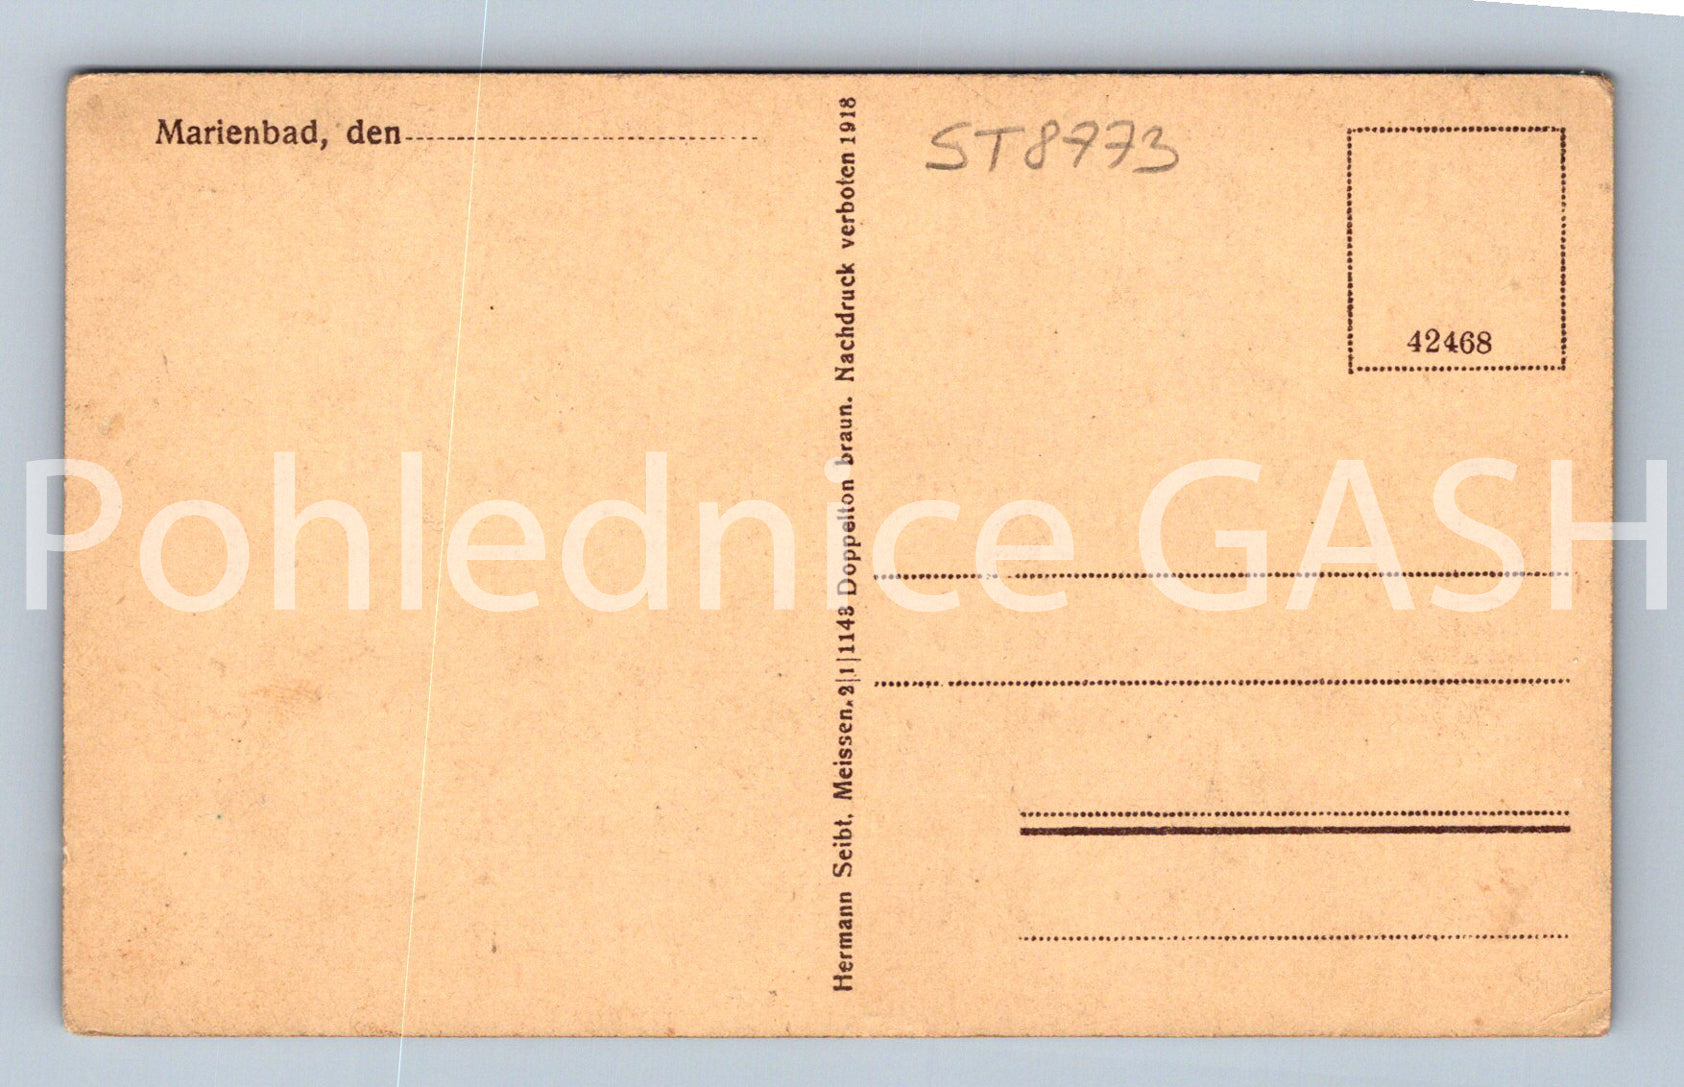 Marienbad, den
Hermann Seibt, Meissen. 2|1|1143 Doppelton braun. Nachdruck verboten 1918
ST8773
42468
Pohlednice GASH